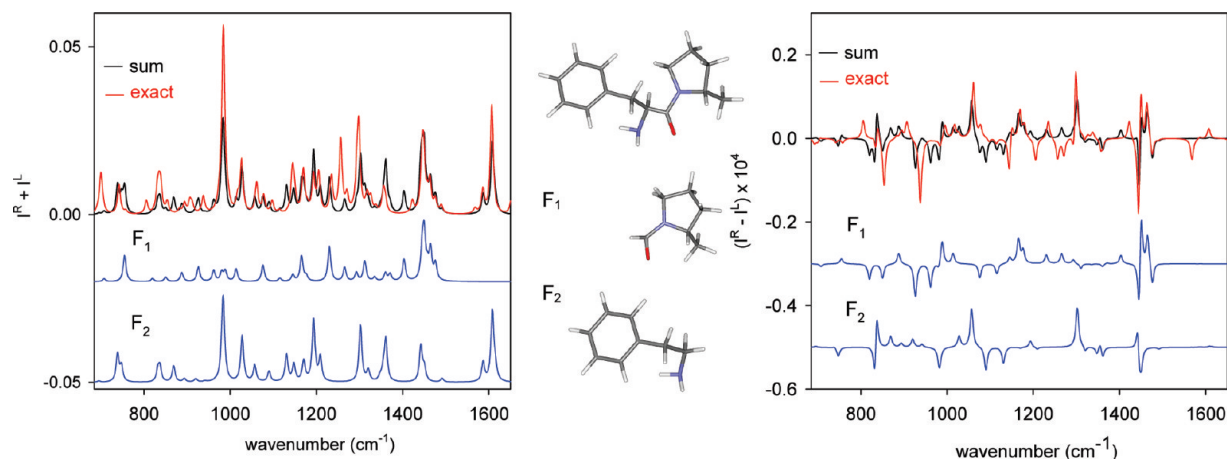 0.05
0.00
-0.05
I^R + I^L
sum
exact
F₁
F₂
800 1000 1200 1400 1600
wavenumber (cm⁻¹)
F₁
F₂
0.2
0.0
-0.2
-0.4
-0.6
(I^R - I^L) x 10⁴
sum
exact
F₁
F₂
800 1000 1200 1400 1600
wavenumber (cm⁻¹)